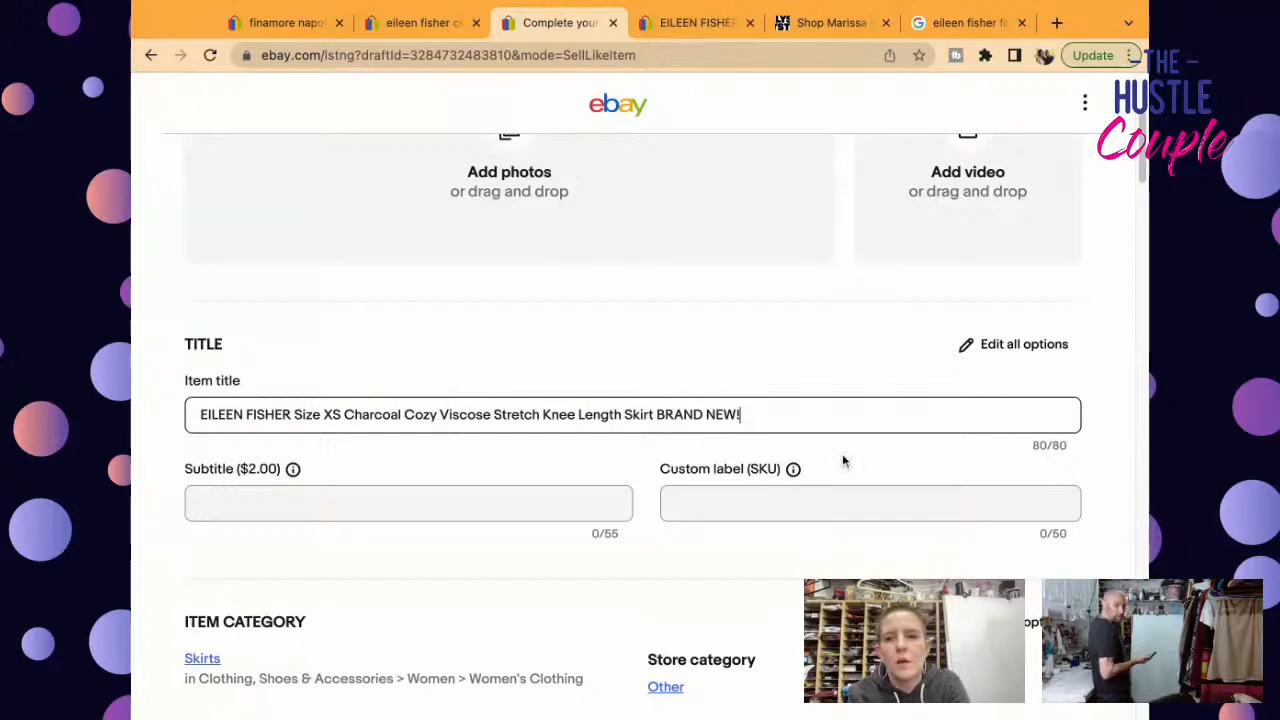 finamore napo
eileen fisher c
Complete your
EILEEN FISHER
LYST
Shop Marissa
eileen fisher f
ebay.com/lstng?draftId=3284732483810&mode=SellLikeItem
Update
THE
HUSTLE
Couple
ebay
Add photos
or drag and drop
Add video
or drag and drop
TITLE
Edit all options
Item title
EILEEN FISHER Size XS Charcoal Cozy Viscose Stretch Knee Length Skirt BRAND NEW!
80/80
Subtitle ($2.00)
Custom label (SKU)
0/55
0/50
ITEM CATEGORY
opt
Skirts
in Clothing, Shoes & Accessories > Women > Women's Clothing
Store category
Other